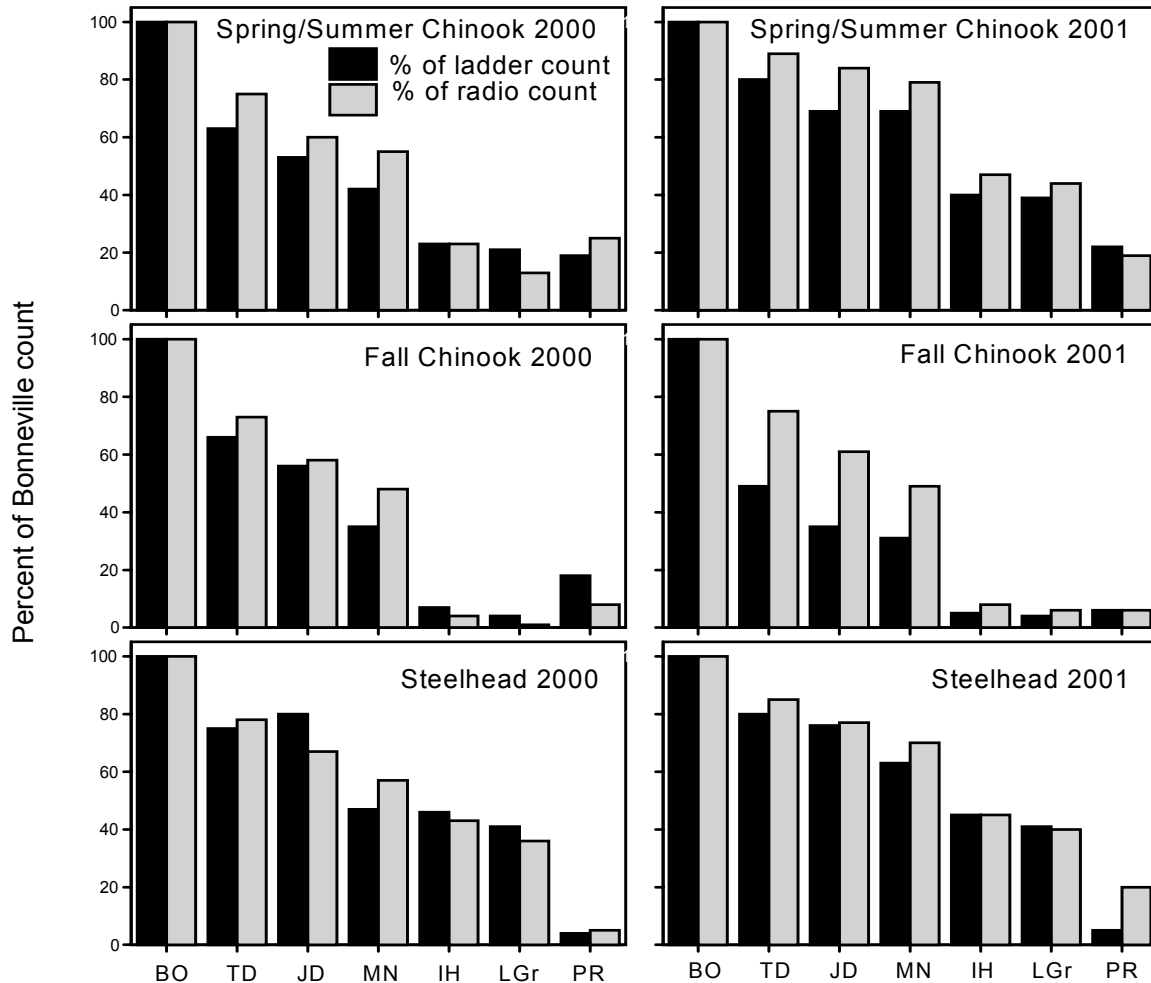 Percent of Bonneville count
Spring/Summer Chinook 2000
% of ladder count
% of radio count
100
80
60
40
20
0
Spring/Summer Chinook 2001
Fall Chinook 2000
100
80
60
40
20
0
Fall Chinook 2001
Steelhead 2000
100
80
60
40
20
0
Steelhead 2001
BO TD JD MN IH LGr PR
BO TD JD MN IH LGr PR